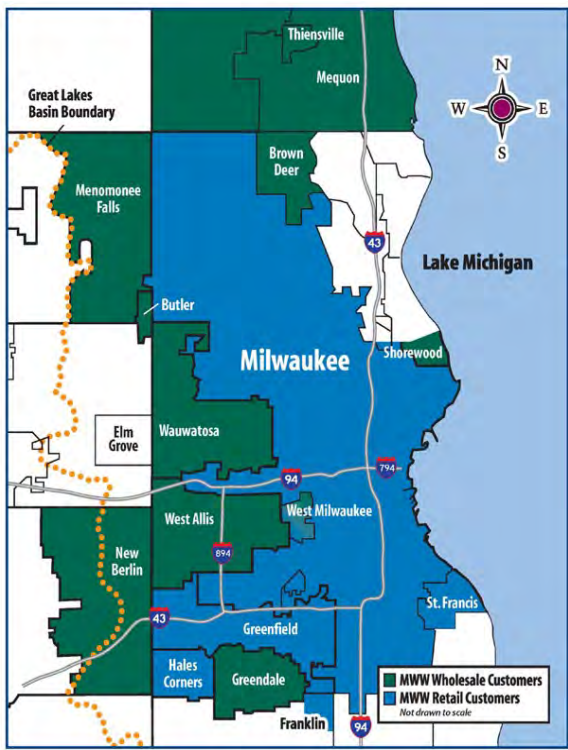 Thiensville
Mequon
N
W
E
S
Great Lakes
Basin Boundary
Brown
Deer
Menomonee
Falls
43
Lake Michigan
Butler
Milwaukee
Shorewood
Elm
Grove
Wauwatosa
94
794
West Allis
West Milwaukee
894
New
Berlin
St. Francis
43
Greenfield
Hales
Corners
Greendale
MWW Wholesale Customers
MWW Retail Customers
Not drawn to scale
Franklin
94